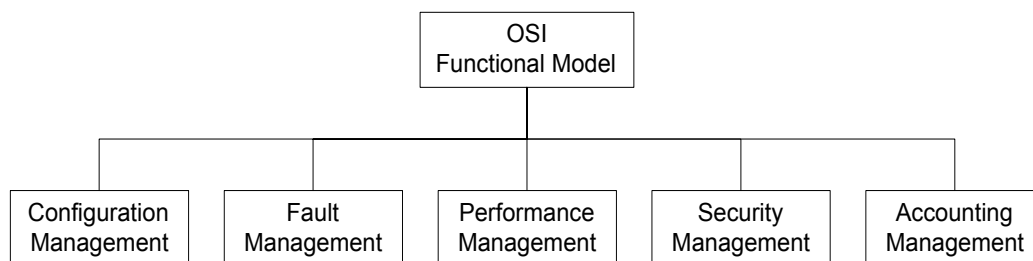 OSI
Functional Model
Configuration
Management
Fault
Management
Performance
Management
Security
Management
Accounting
Management